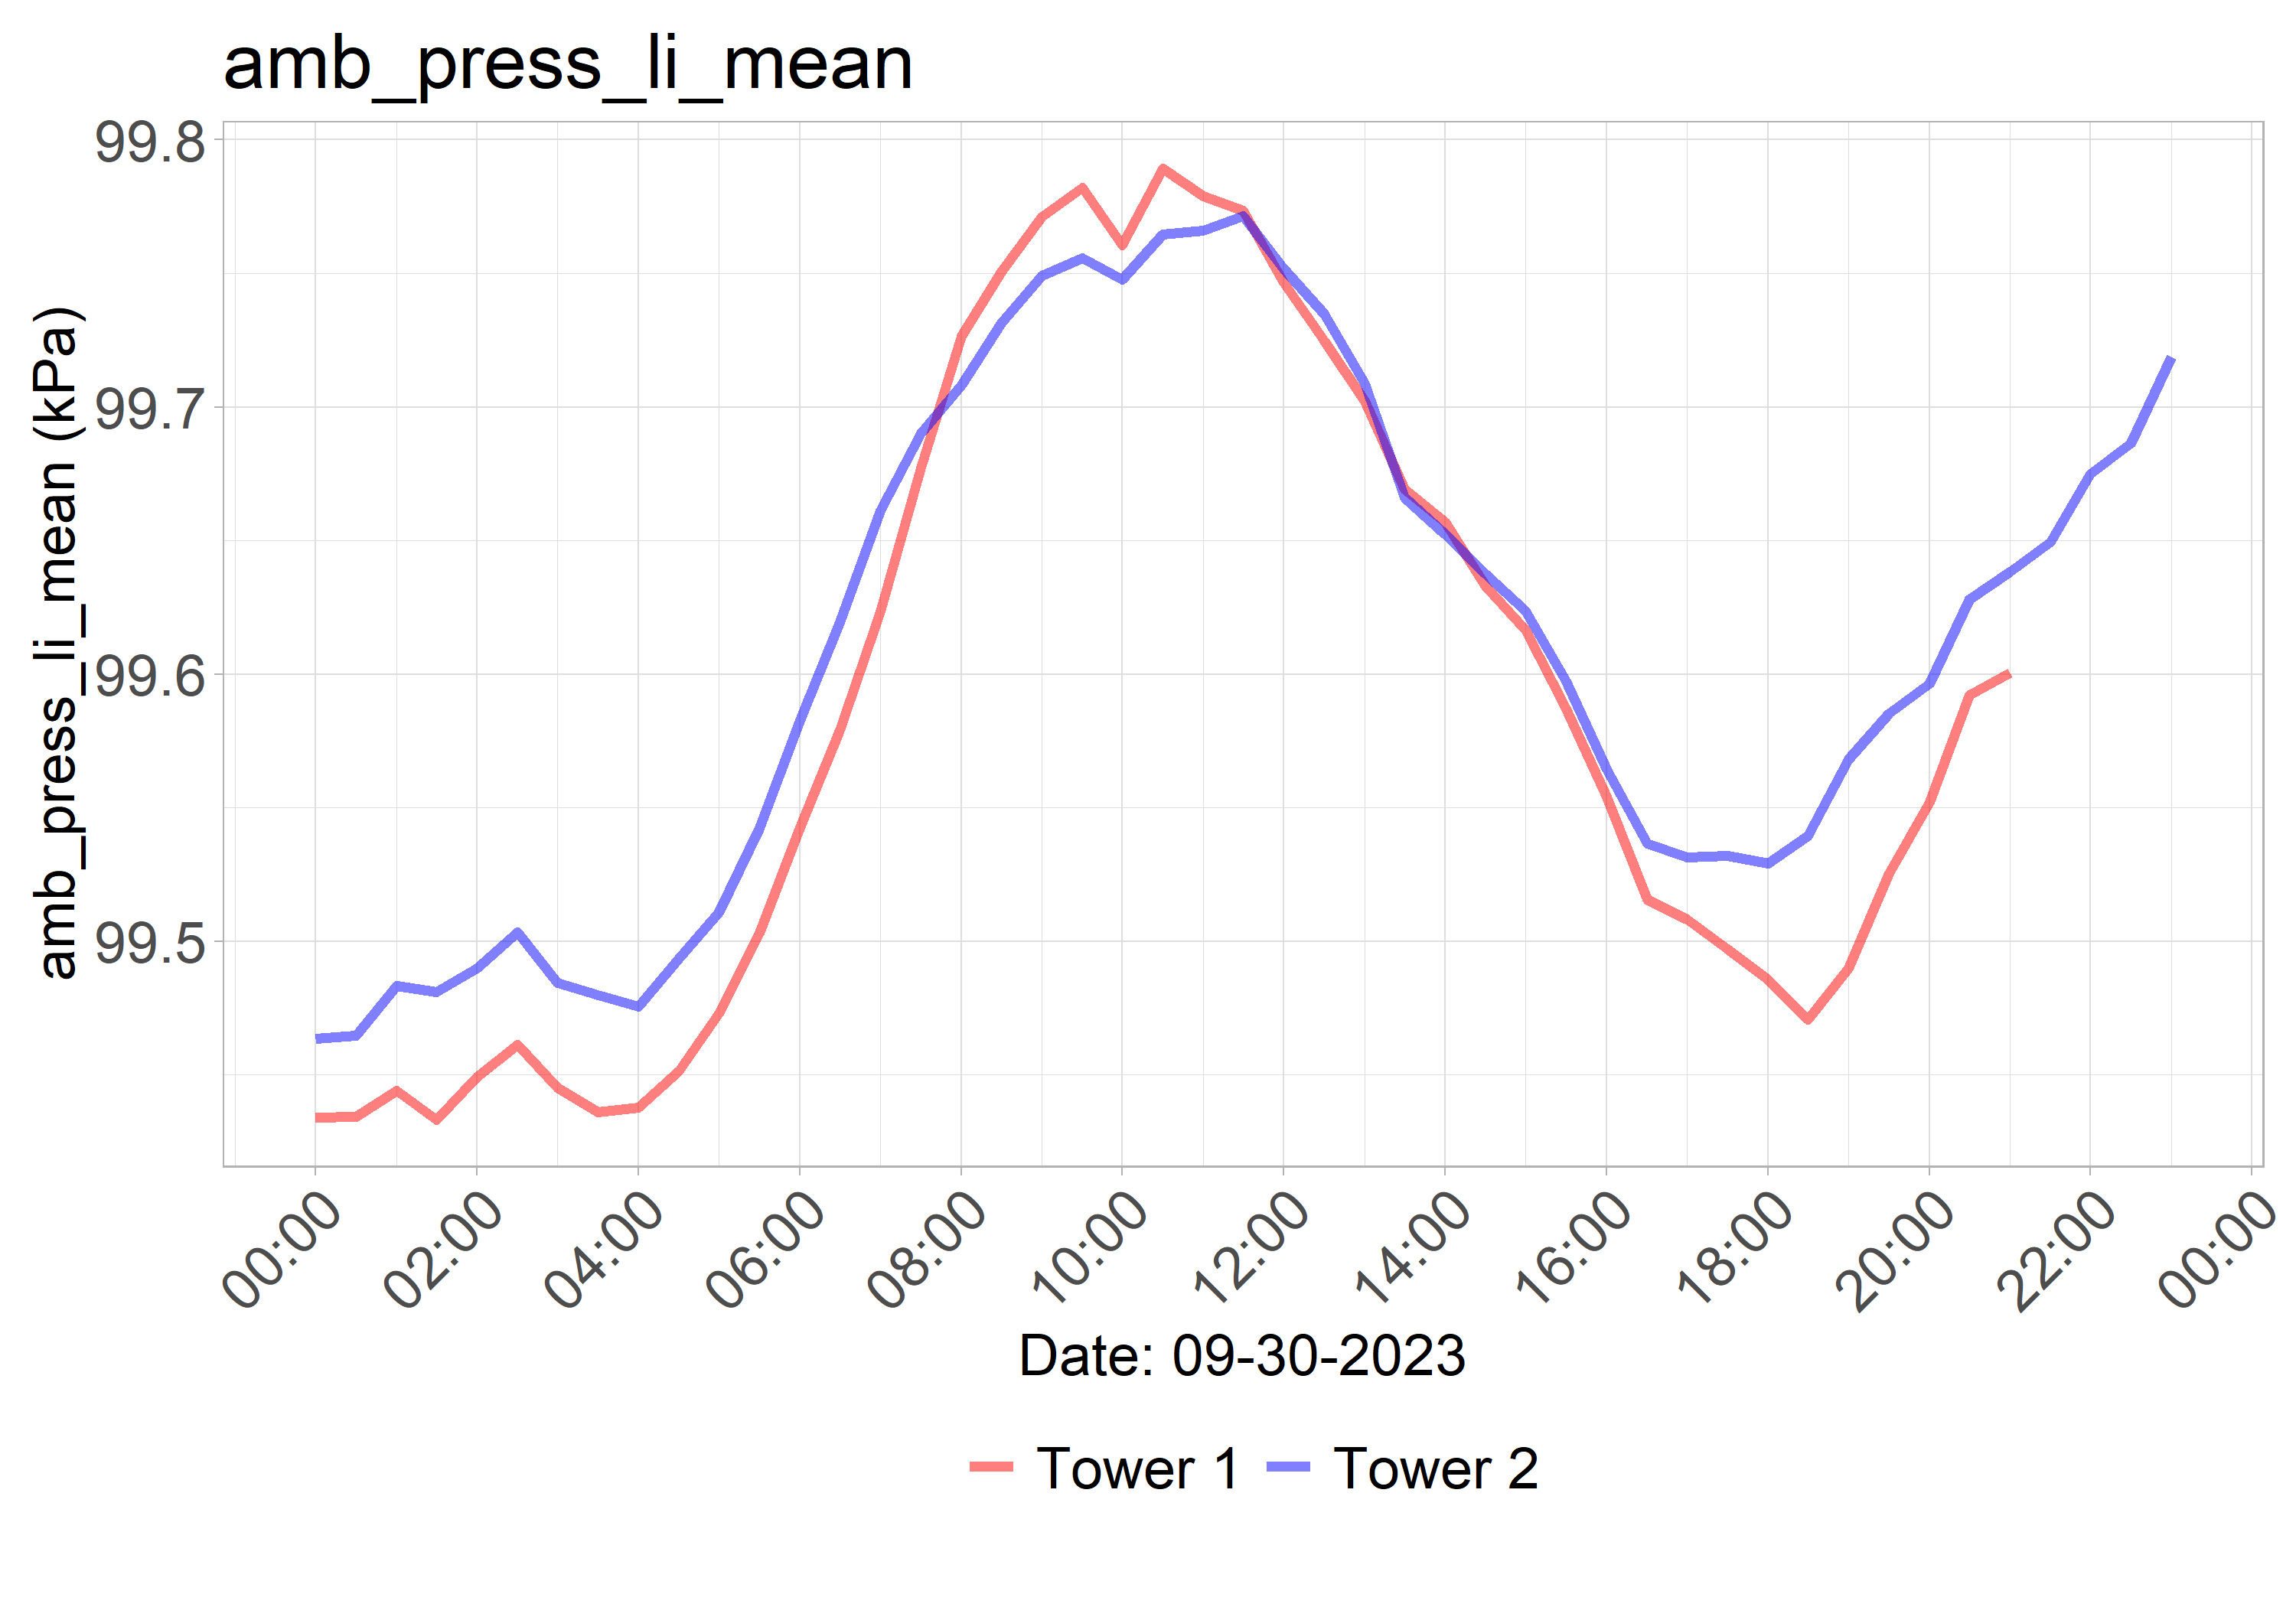 amb_press_li_mean
amb_press_li_mean (kPa)
99.8
99.7
99.6
99.5
00:00 02:00 04:00 06:00 08:00 10:00 12:00 14:00 16:00 18:00 20:00 22:00 00:00
Date: 09-30-2023
Tower 1 Tower 2